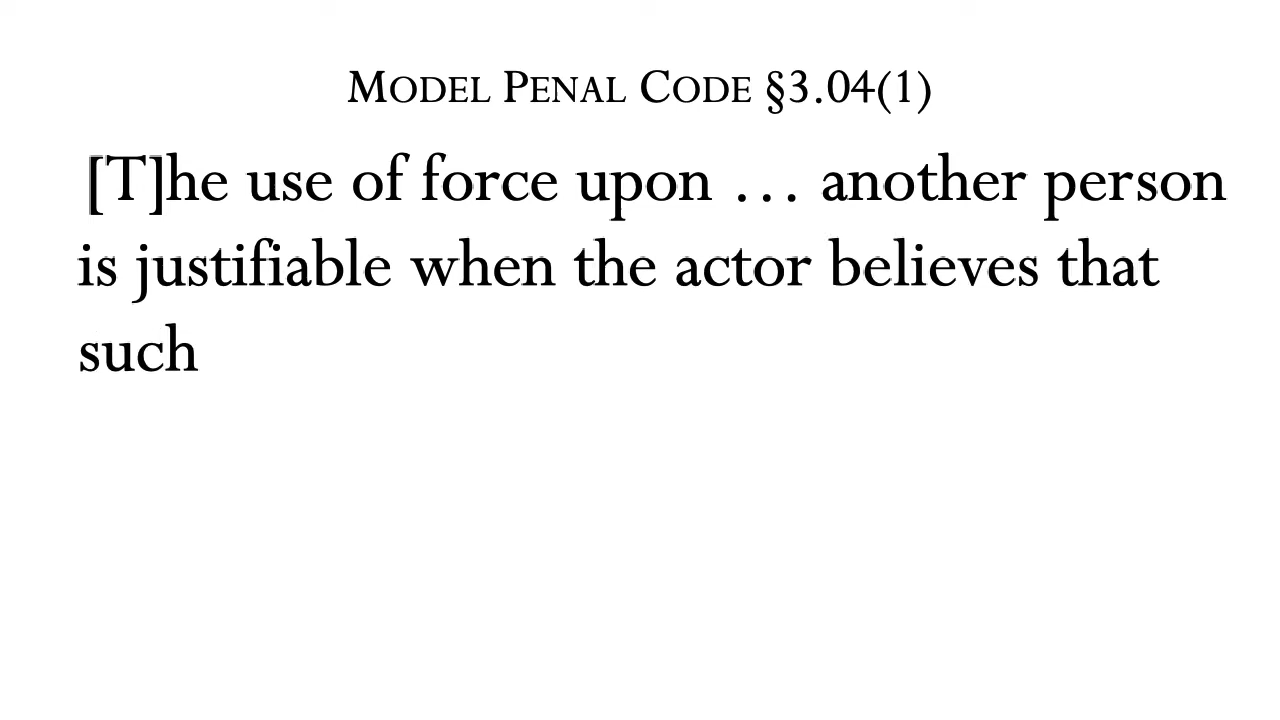 MODEL PENAL CODE §3.04(1)
[T]he use of force upon … another person
is justifiable when the actor believes that
such